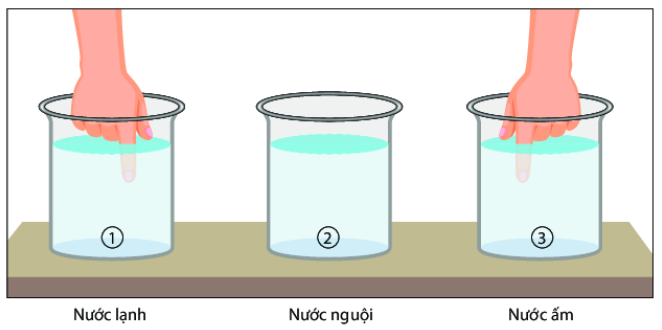 1
2
3
Nước lạnh
Nước nguội
Nước ấm